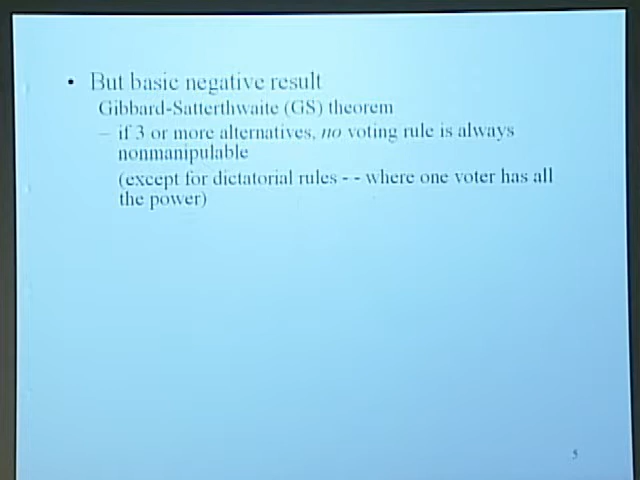 • But basic negative result
Gibbard-Satterthwaite (GS) theorem
– if 3 or more alternatives, no voting rule is always
nonmanipulable
(except for dictatorial rules - - where one voter has all
the power)
5